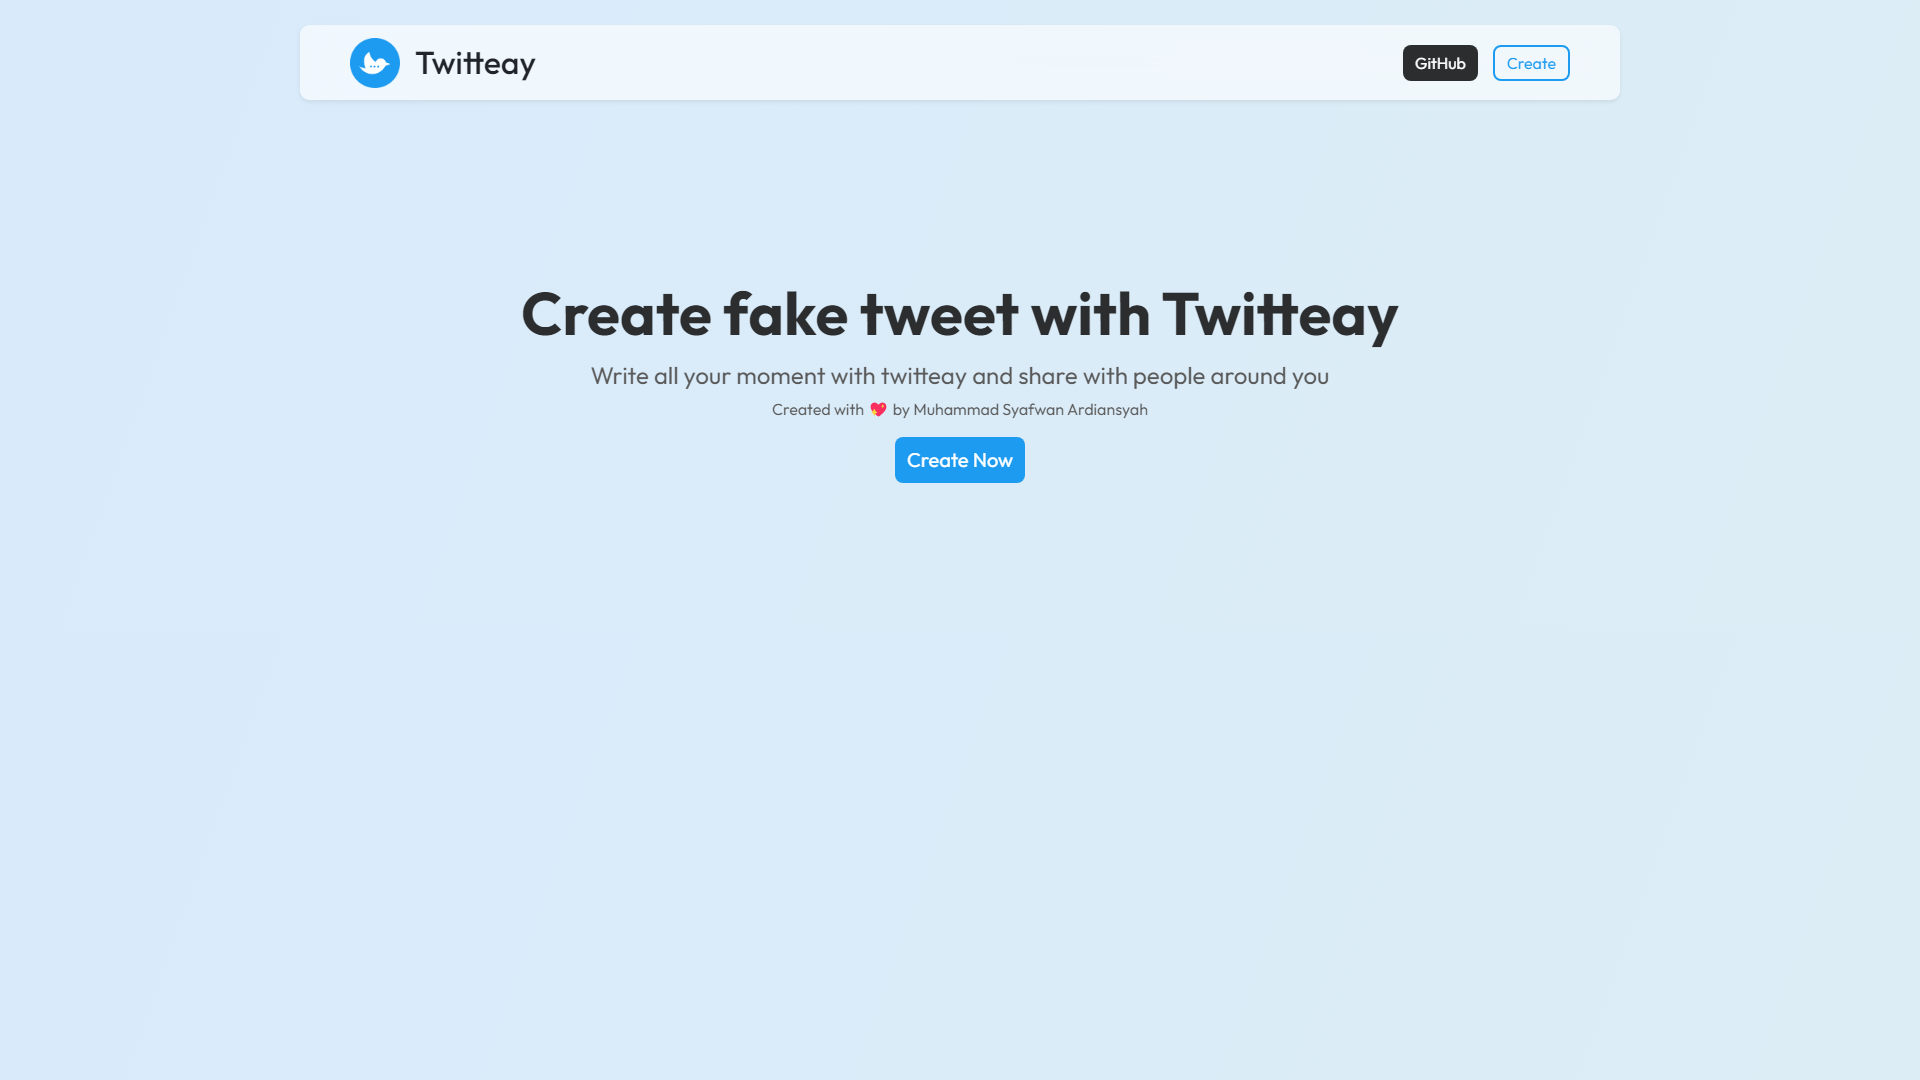 Twitteay
GitHub
Create
Create fake tweet with Twitteay
Write all your moment with twitteay and share with people around you
Created with 💖 by Muhammad Syafwan Ardiansyah
Create Now